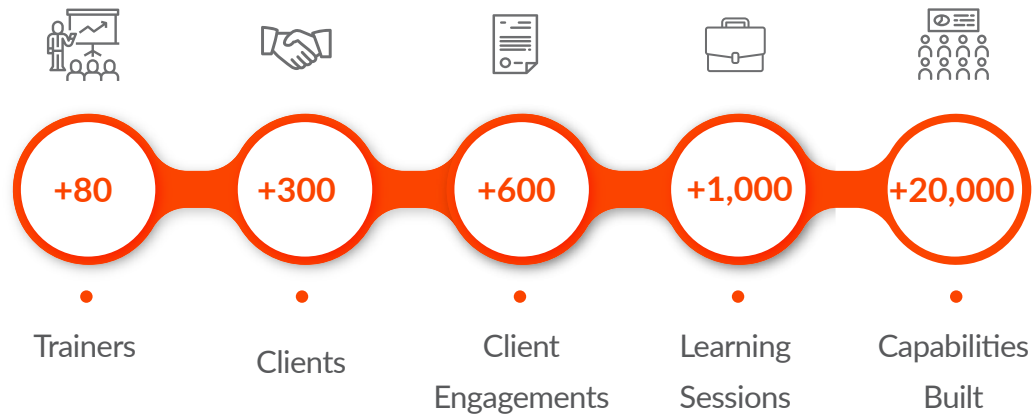 +80
+300
+600
+1,000
+20,000
Trainers
Clients
Client
Engagements
Learning
Sessions
Capabilities
Built